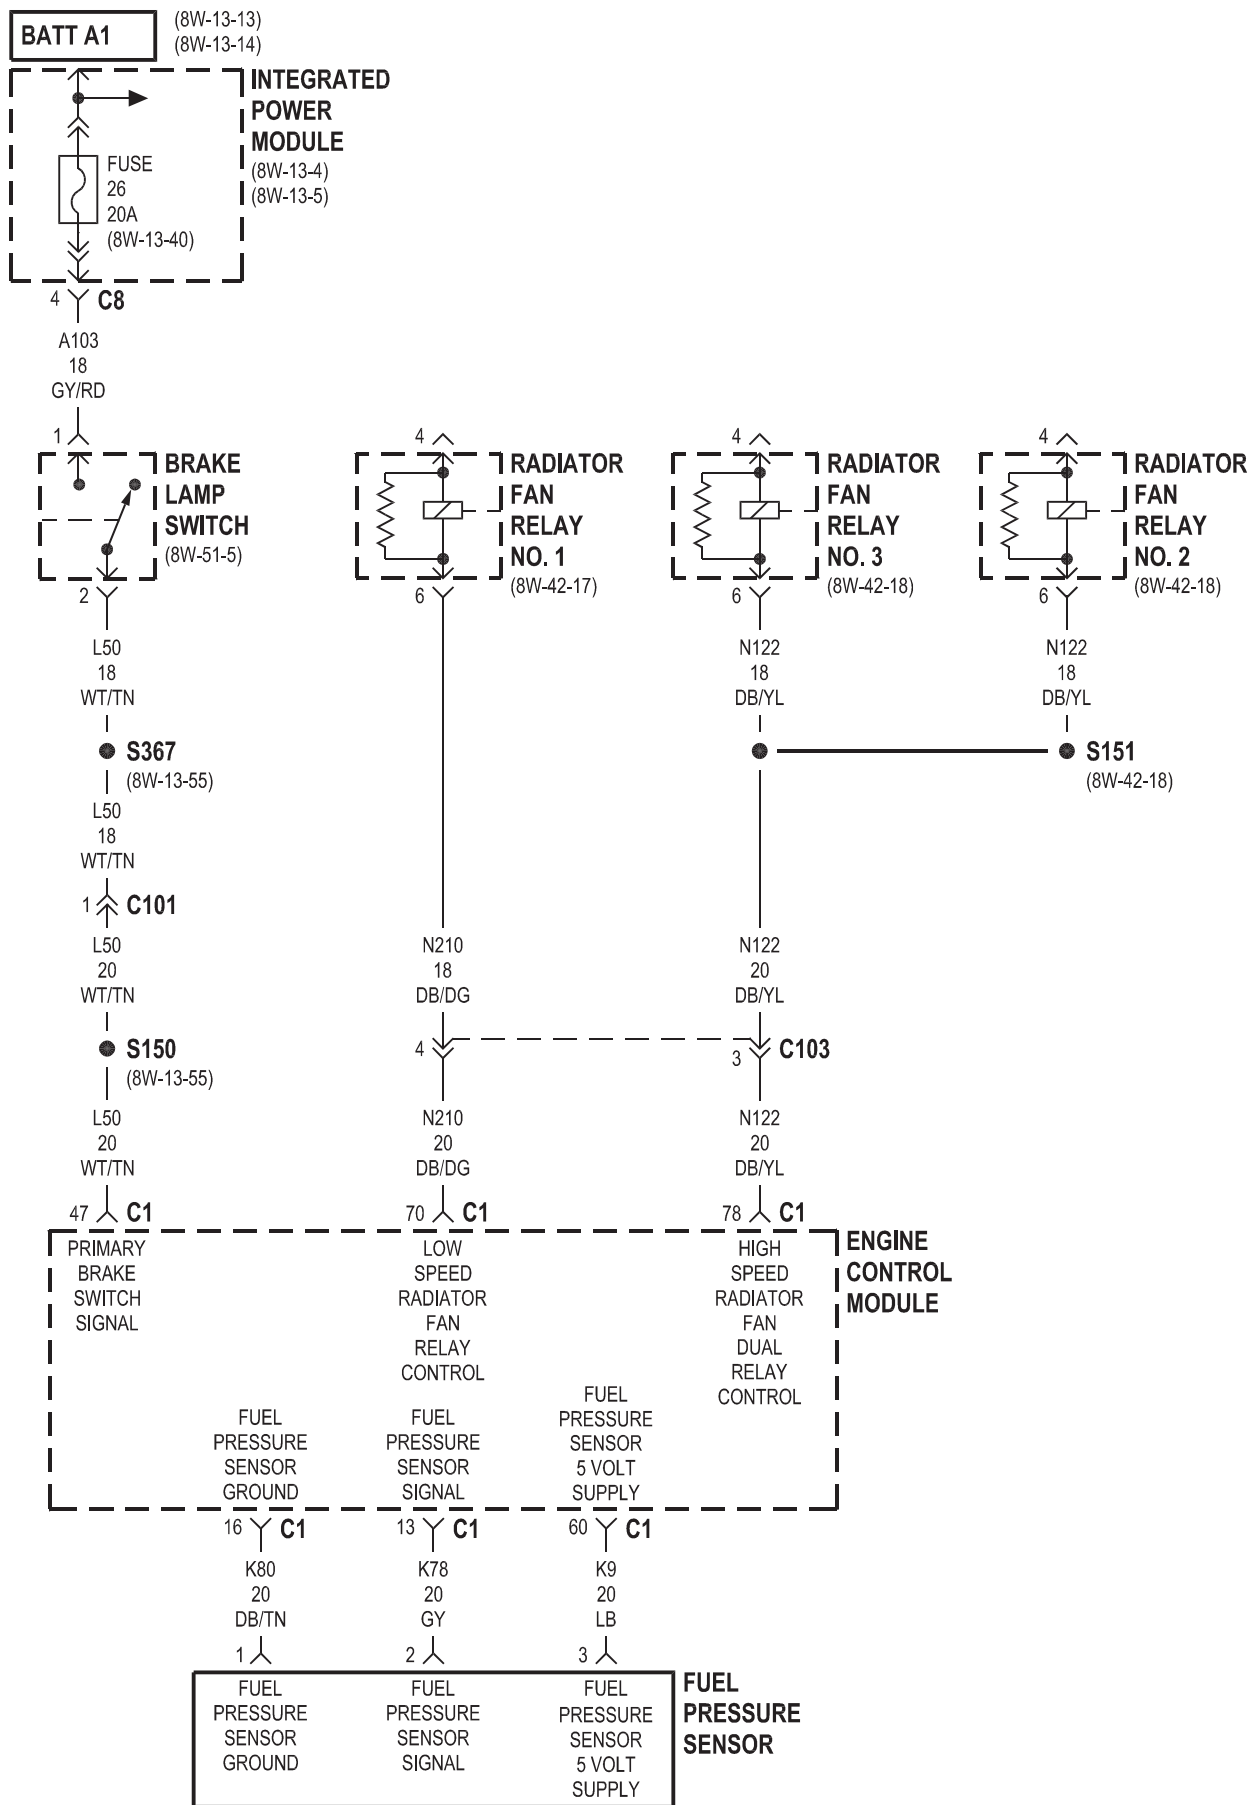 BATT A1
(8W-13-13)
(8W-13-14)
INTEGRATED
POWER
MODULE
(8W-13-4)
(8W-13-5)
FUSE
26
20A
(8W-13-40)
4 C8
A103
18
GY/RD
1
BRAKE
LAMP
SWITCH
(8W-51-5)
2
4
RADIATOR
FAN
RELAY
NO. 1
(8W-42-17)
6
4
RADIATOR
FAN
RELAY
NO. 3
(8W-42-18)
6
4
RADIATOR
FAN
RELAY
NO. 2
(8W-42-18)
6
L50
18
WT/TN
N122
18
DB/YL
N122
18
DB/YL
S367
(8W-13-55)
S151
(8W-42-18)
L50
18
WT/TN
1 C101
L50
20
WT/TN
N210
18
DB/DG
N122
20
DB/YL
S150
(8W-13-55)
4
3 C103
L50
20
WT/TN
N210
20
DB/DG
N122
20
DB/YL
47 C1
70 C1
78 C1
ENGINE
CONTROL
MODULE
PRIMARY
BRAKE
SWITCH
SIGNAL
LOW
SPEED
RADIATOR
FAN
RELAY
CONTROL
HIGH
SPEED
RADIATOR
FAN
DUAL
RELAY
CONTROL
FUEL
PRESSURE
SENSOR
GROUND
FUEL
PRESSURE
SENSOR
SIGNAL
FUEL
PRESSURE
SENSOR
5 VOLT
SUPPLY
16 C1
13 C1
60 C1
K80
20
DB/TN
K78
20
GY
K9
20
LB
1
2
3
FUEL
PRESSURE
SENSOR
GROUND
FUEL
PRESSURE
SENSOR
SIGNAL
FUEL
PRESSURE
SENSOR
5 VOLT
SUPPLY
FUEL
PRESSURE
SENSOR